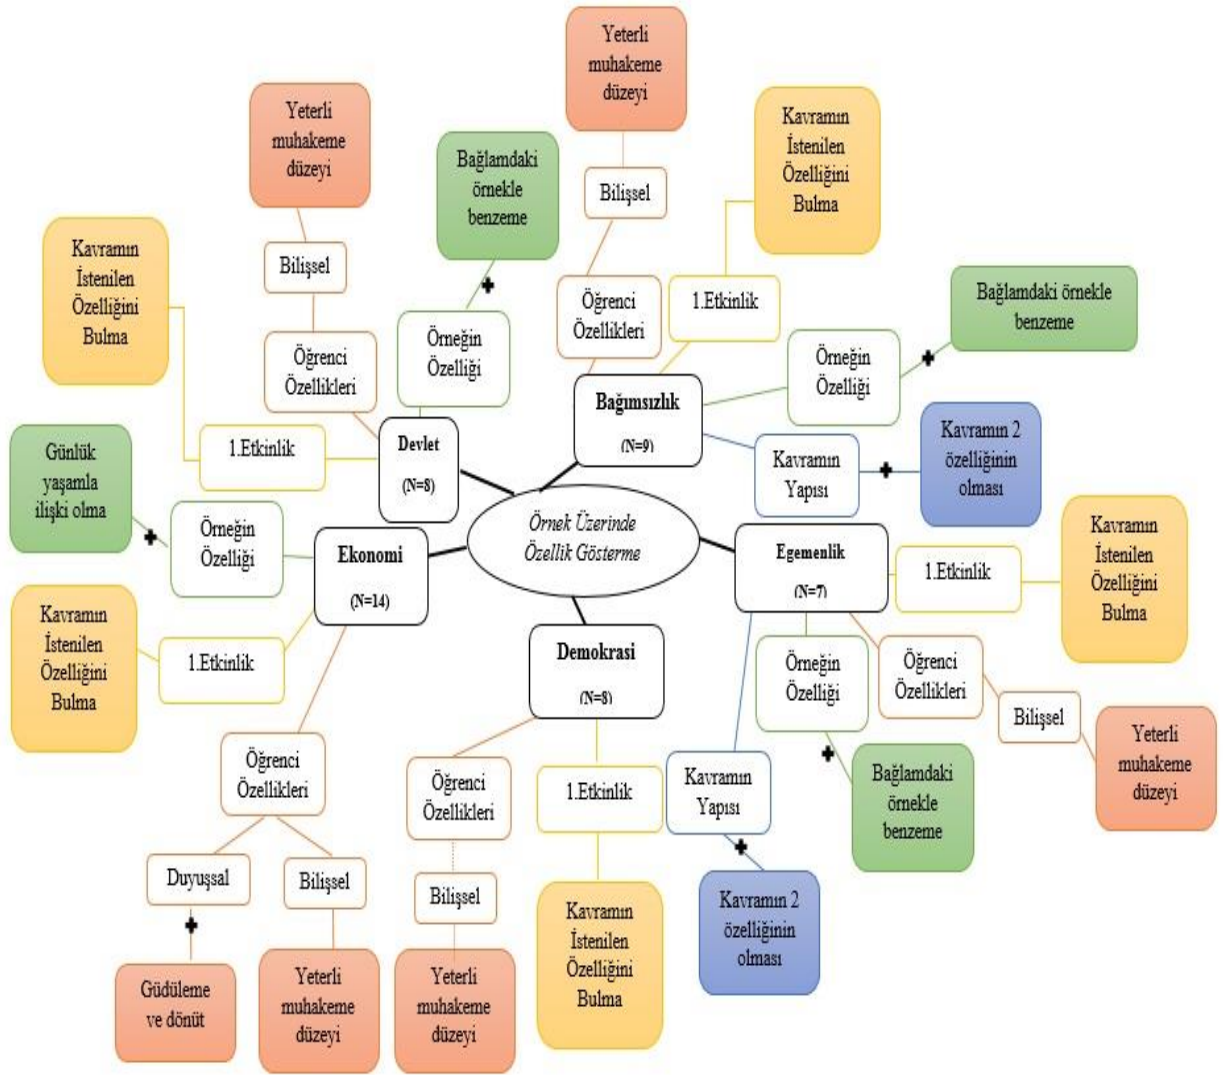 Yeterli
muhakeme
düzeyi
Yeterli
muhakeme
düzeyi
Kavramın
İstenilen
Özelliğini
Bulma
Bağlamdaki
örnekle
benzeme
Bilişsel
Kavramın
İstenilen
Özelliğini
Bulma
Bilişsel
Öğrenci
Özellikleri
1.Etkinlik
Bağlamdaki örnekle
benzeme
Örneğin
Özelliği
Öğrenci
Özellikleri
Örneğin
Özelliği
Bağımsızlık
(N=9)
Devlet
(N=8)
1.Etkinlik
Kavramın
Yapısı
Kavramın 2
özelliğinin
olması
Günlük
yaşamla
ilişki olma
Örneğin
Özelliği
Örnek Üzerinde
Özellik Gösterme
Ekonomi
(N=14)
Egemenlik
(N=7)
1.Etkinlik
Kavramın
İstenilen
Özelliğini
Bulma
Kavramın
İstenilen
Özelliğini
Bulma
1.Etkinlik
Demokrasi
(N=8)
Örneğin
Özelliği
Öğrenci
Özellikleri
Bilişsel
Yeterli
muhakeme
düzeyi
Öğrenci
Özellikleri
Öğrenci
Özellikleri
1.Etkinlik
Kavramın
Yapısı
Bağlamdaki
örnekle
benzeme
Duyuşsal
Bilişsel
Bilişsel
Kavramın
İstenilen
Özelliğini
Bulma
Kavramın 2
özelliğinin
olması
Güdüleme
ve dönüt
Yeterli
muhakeme
düzeyi
Yeterli
muhakeme
düzeyi